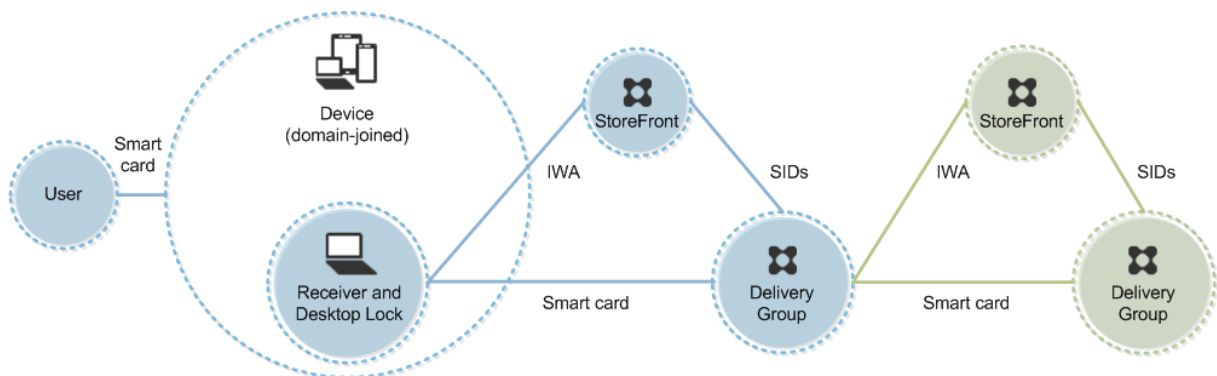 User
Smart
card
Device
(domain-joined)
Receiver and
Desktop Lock
IWA
StoreFront
SIDs
Smart card
Delivery
Group
IWA
StoreFront
SIDs
Smart card
Delivery
Group